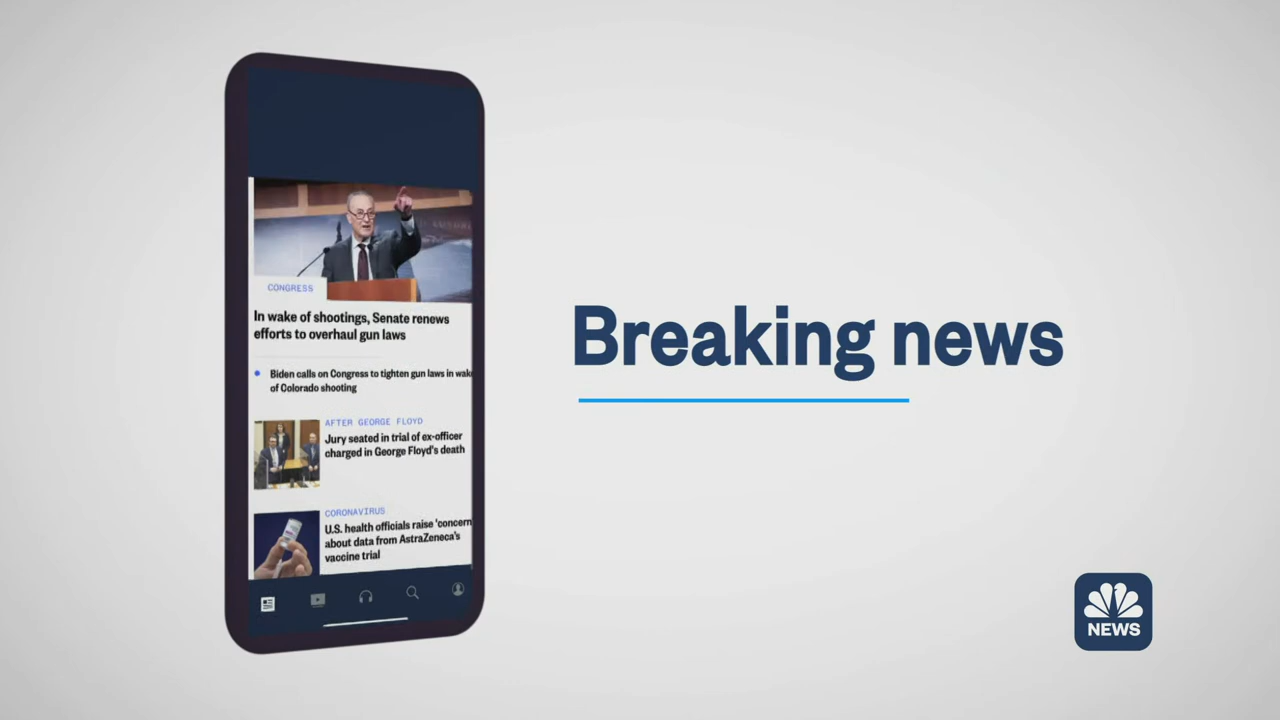 CONGRESS
In wake of shootings, Senate renews
efforts to overhaul gun laws
Biden calls on Congress to tighten gun laws in wake
of Colorado shooting
AFTER GEORGE FLOYD
Jury seated in trial of ex-officer
charged in George Floyd's death
CORONAVIRUS
U.S. health officials raise 'concern
about data from AstraZeneca's
vaccine trial
Breaking news
NEWS